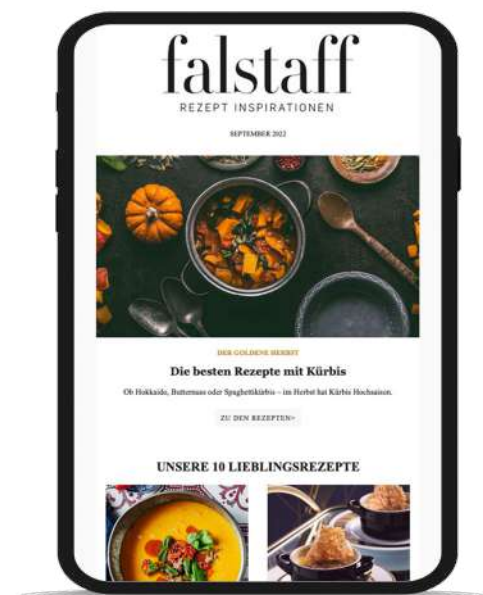 falstaff
REZEPT INSPIRATIONEN
SEPTEMBER 2022
DER GOLDENE HERBST
Die besten Rezepte mit Kürbis
Ob Hokkaido, Butternuss oder Spaghettikürbis – im Herbst hat Kürbis Hochsaison.
ZU DEN REZEPTEN>
UNSERE 10 LIEBLINGSREZEPTE